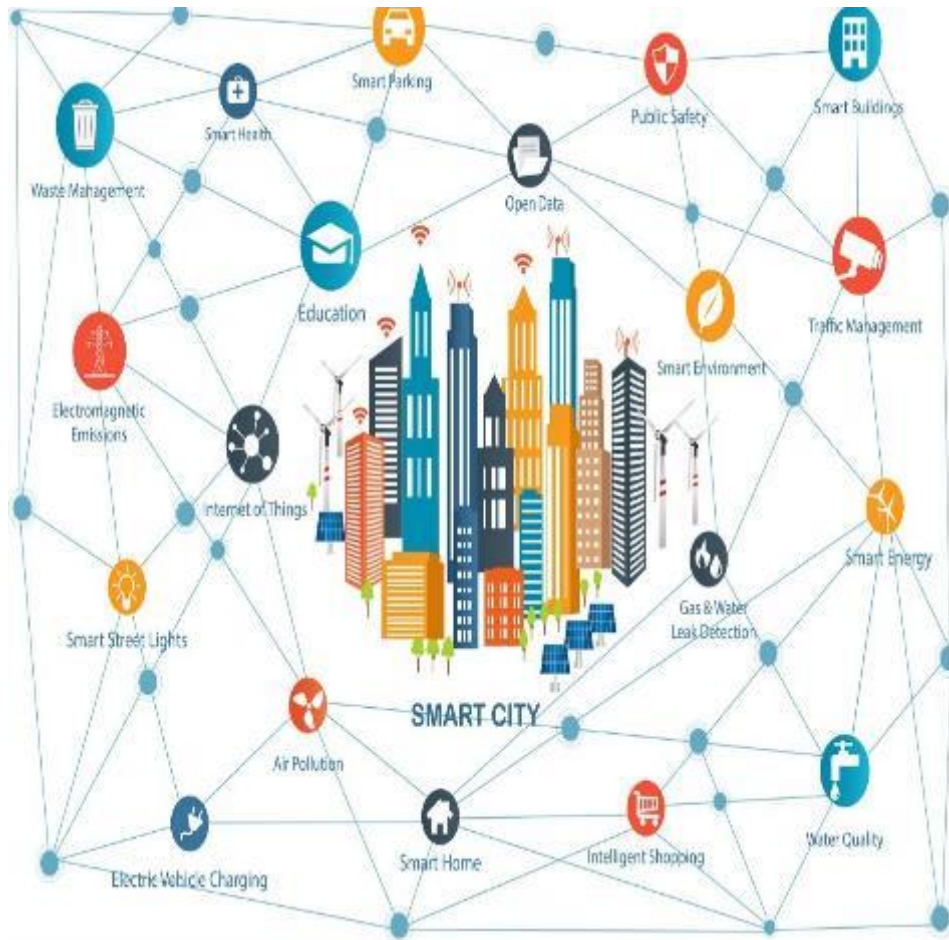 Smart Parking
Public Safety
Smart Buildings
Smart Health
Waste Management
Open Data
Education
Traffic Management
Smart Environment
Electromagnetic
Emissions
Internet of Things
Smart Energy
Gas & Water
Leak Detection
Smart Street Lights
SMART CITY
Air Pollution
Water Quality
Intelligent Shopping
Smart Home
Electric Vehicle Charging